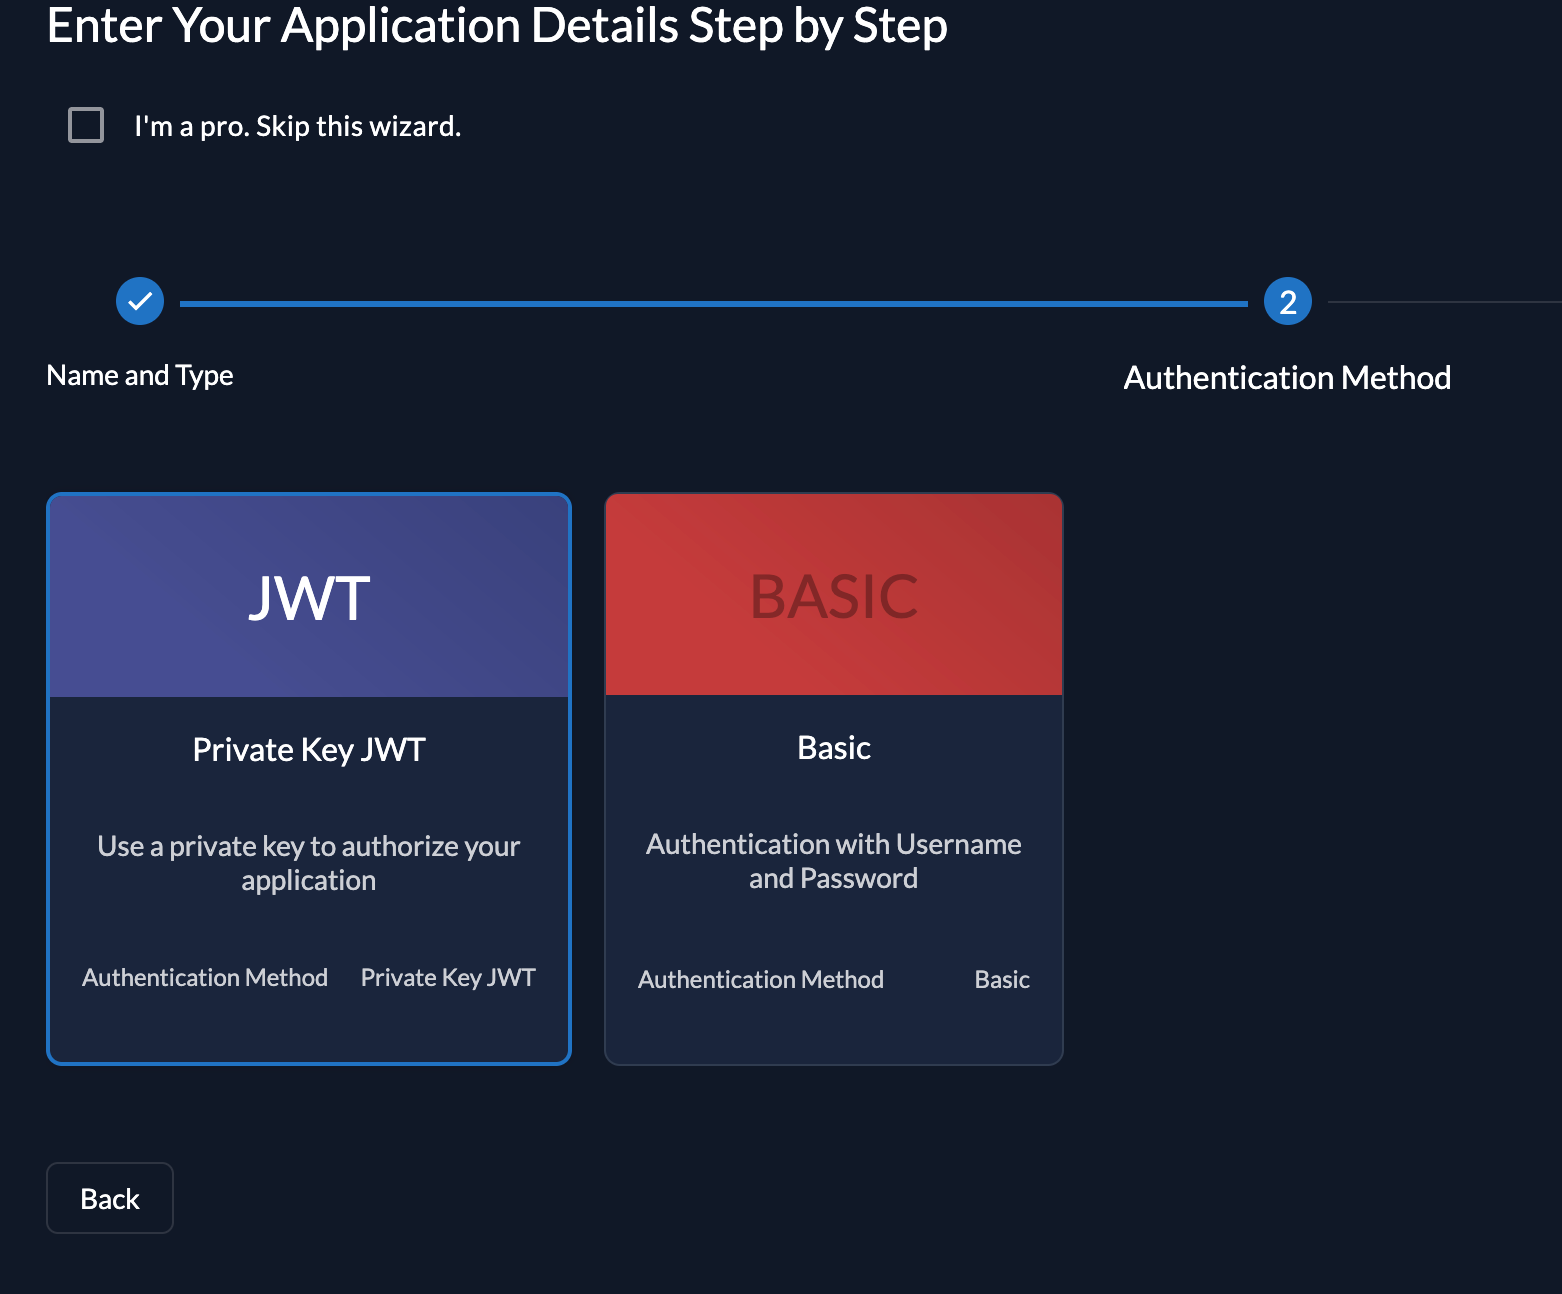 Enter Your Application Details Step by Step
I'm a pro. Skip this wizard.
2
Name and Type
Authentication Method
JWT
Private Key JWT
Use a private key to authorize your
application
Authentication Method Private Key JWT
BASIC
Basic
Authentication with Username
and Password
Authentication Method Basic
Back